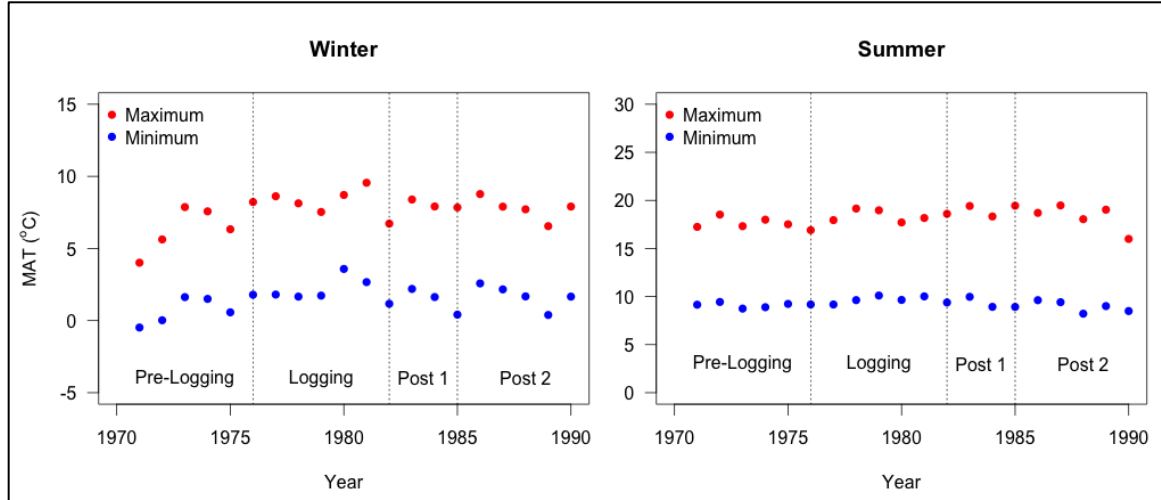 Winter
MAT (°C)
15
10
5
0
-5
Maximum
Minimum
Pre-Logging
Logging
Post 1
Post 2
1970
1975
1980
1985
1990
Year
Summer
30
25
20
15
10
5
0
Maximum
Minimum
Pre-Logging
Logging
Post 1
Post 2
1970
1975
1980
1985
1990
Year